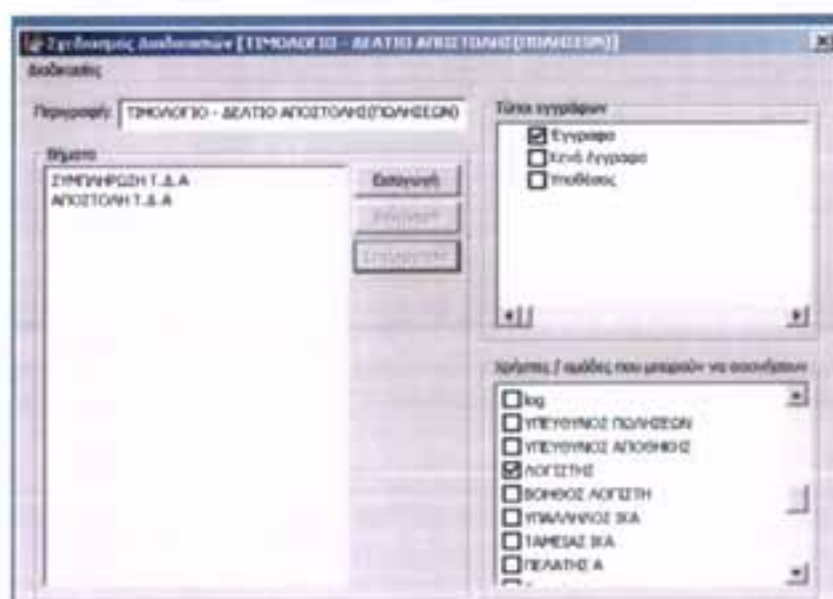 Σχεδιασμός Διαδικασιών [ΤΙΜΟΛΟΓΙΟ - ΔΕΛΤΙΟ ΑΠΟΣΤΟΛΗΣ(ΠΩΛΗΣΕΩΝ)]
Διαδικασίες
Περιγραφή: ΤΙΜΟΛΟΓΙΟ - ΔΕΛΤΙΟ ΑΠΟΣΤΟΛΗΣ(ΠΩΛΗΣΕΩΝ)
Βήματα
ΣΥΜΠΛΗΡΩΣΗ Τ.Δ.Α
ΑΠΟΣΤΟΛΗ Τ.Δ.Α
Εισαγωγή
Τύποι εγγράφων
Έγγραφο
Κενό έγγραφο
Υποθέσεις
Χρήστες / ομάδες που μπορούν να εκκινήσουν
log
ΥΠΕΥΘΥΝΟΣ ΠΩΛΗΣΕΩΝ
ΥΠΕΥΘΥΝΟΣ ΑΠΟΘΗΚΗΣ
ΛΟΓΙΣΤΗΣ
ΒΟΗΘΟΣ ΛΟΓΙΣΤΗ
ΥΠΑΛΛΗΛΟΣ ΙΚΑ
ΤΑΜΕΙΑΣ ΙΚΑ
ΠΕΛΑΤΗΣ Α